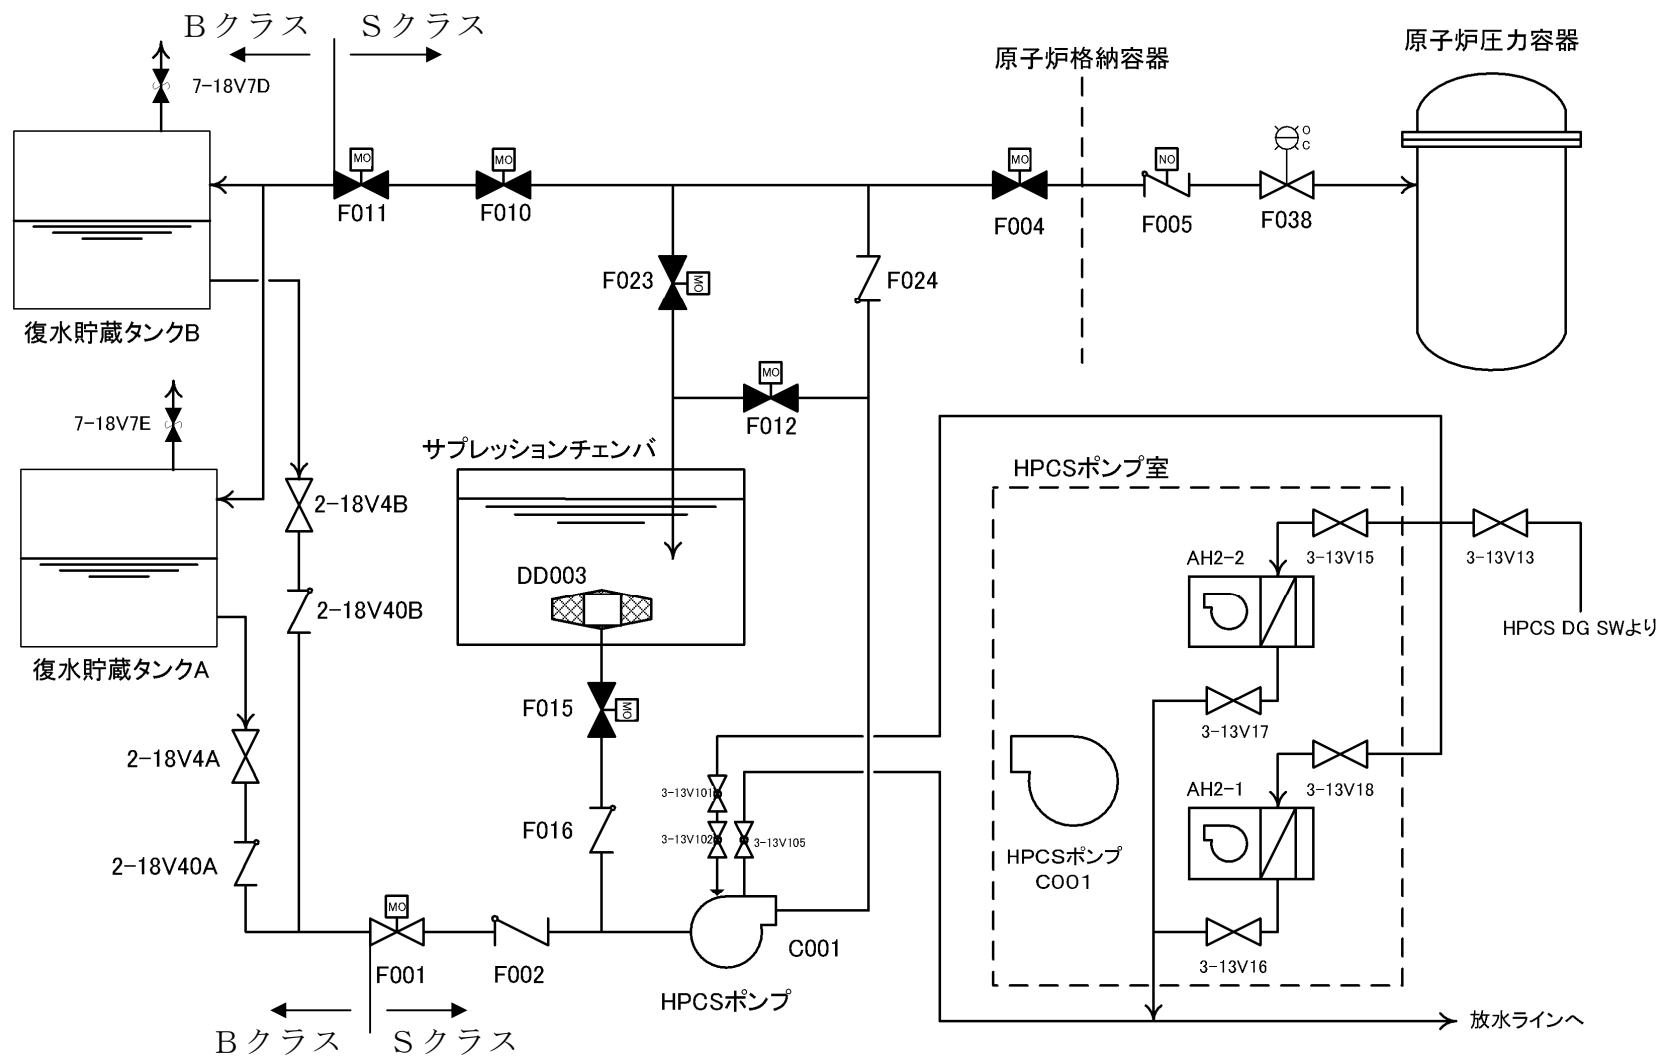 Bクラス
Sクラス
7-18V7D
原子炉格納容器
原子炉圧力容器
MO
F011
MO
F010
MO
F004
NO
F005
O
C
F038
F023
MO
F024
復水貯蔵タンクB
7-18V7E
MO
F012
サプレッションチェンバ
HPCSポンプ室
2-18V4B
3-13V15
3-13V13
AH2-2
DD003
2-18V40B
HPCS DG SWより
復水貯蔵タンクA
F015
MO
3-13V17
2-18V4A
3-13V101
3-13V18
AH2-1
F016
3-13V102
3-13V105
2-18V40A
HPCSポンプ
C001
MO
F001
F002
C001
3-13V16
HPCSポンプ
放水ラインへ
Bクラス
Sクラス